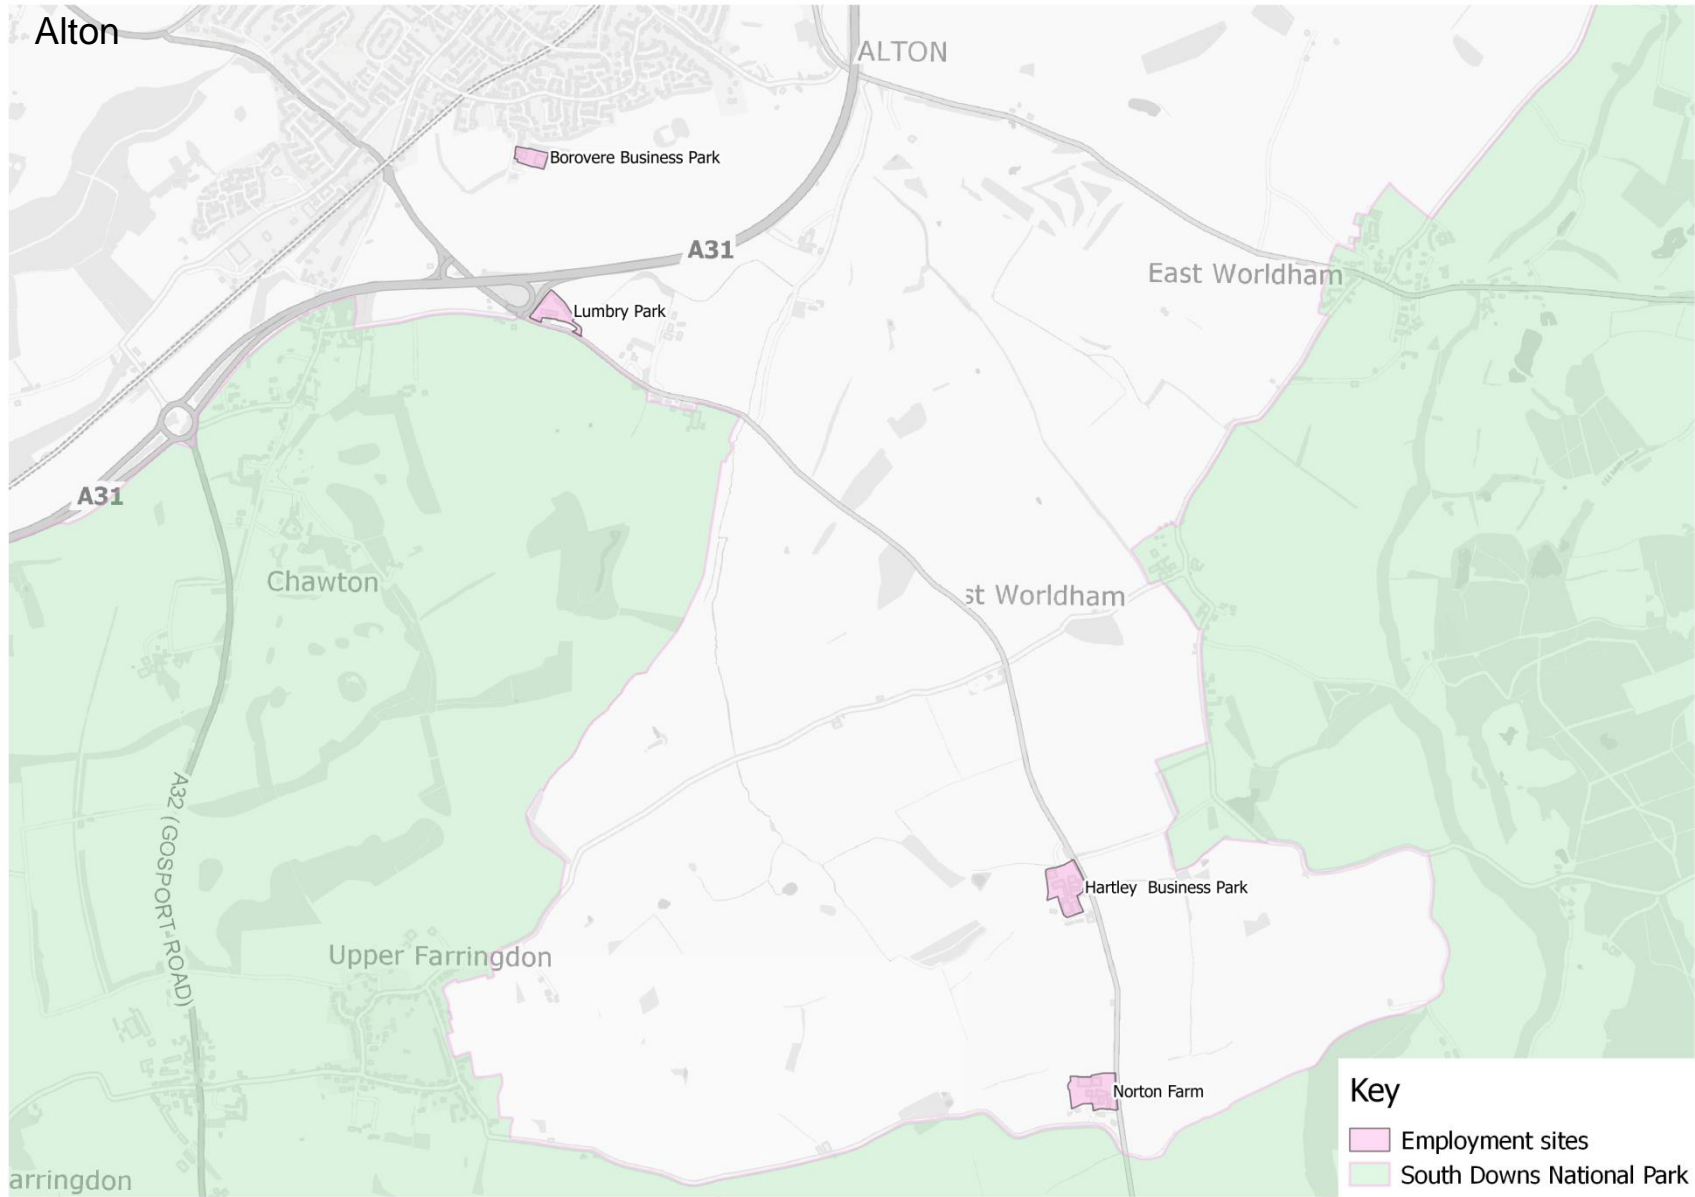 Alton
ALTON
Borovere Business Park
A31
East Worldham
Lumbry Park
A31
Chawton
st Worldham
A32 (GOSPORT-ROAD)
Hartley  Business Park
Upper Farringdon
Norton Farm
Key
Employment sites
South Downs National Park
arringdon